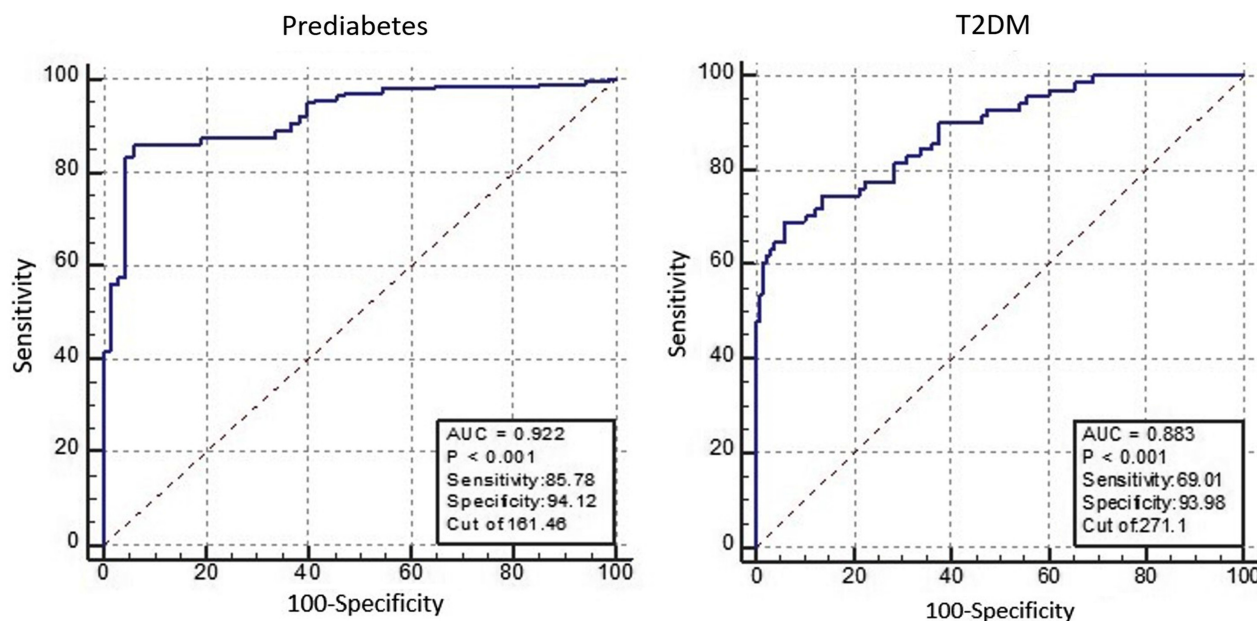 Prediabetes
100
80
60
40
20
0
Sensitivity
0 20 40 60 80 100
100-Specificity
AUC = 0.922
P < 0.001
Sensitivity:85.78
Specificity:94.12
Cut of161.46
T2DM
100
80
60
40
20
0
Sensitivity
0 20 40 60 80 100
100-Specificity
AUC = 0.883
P < 0.001
Sensitivity:69.01
Specificity:93.98
Cut of:271.1